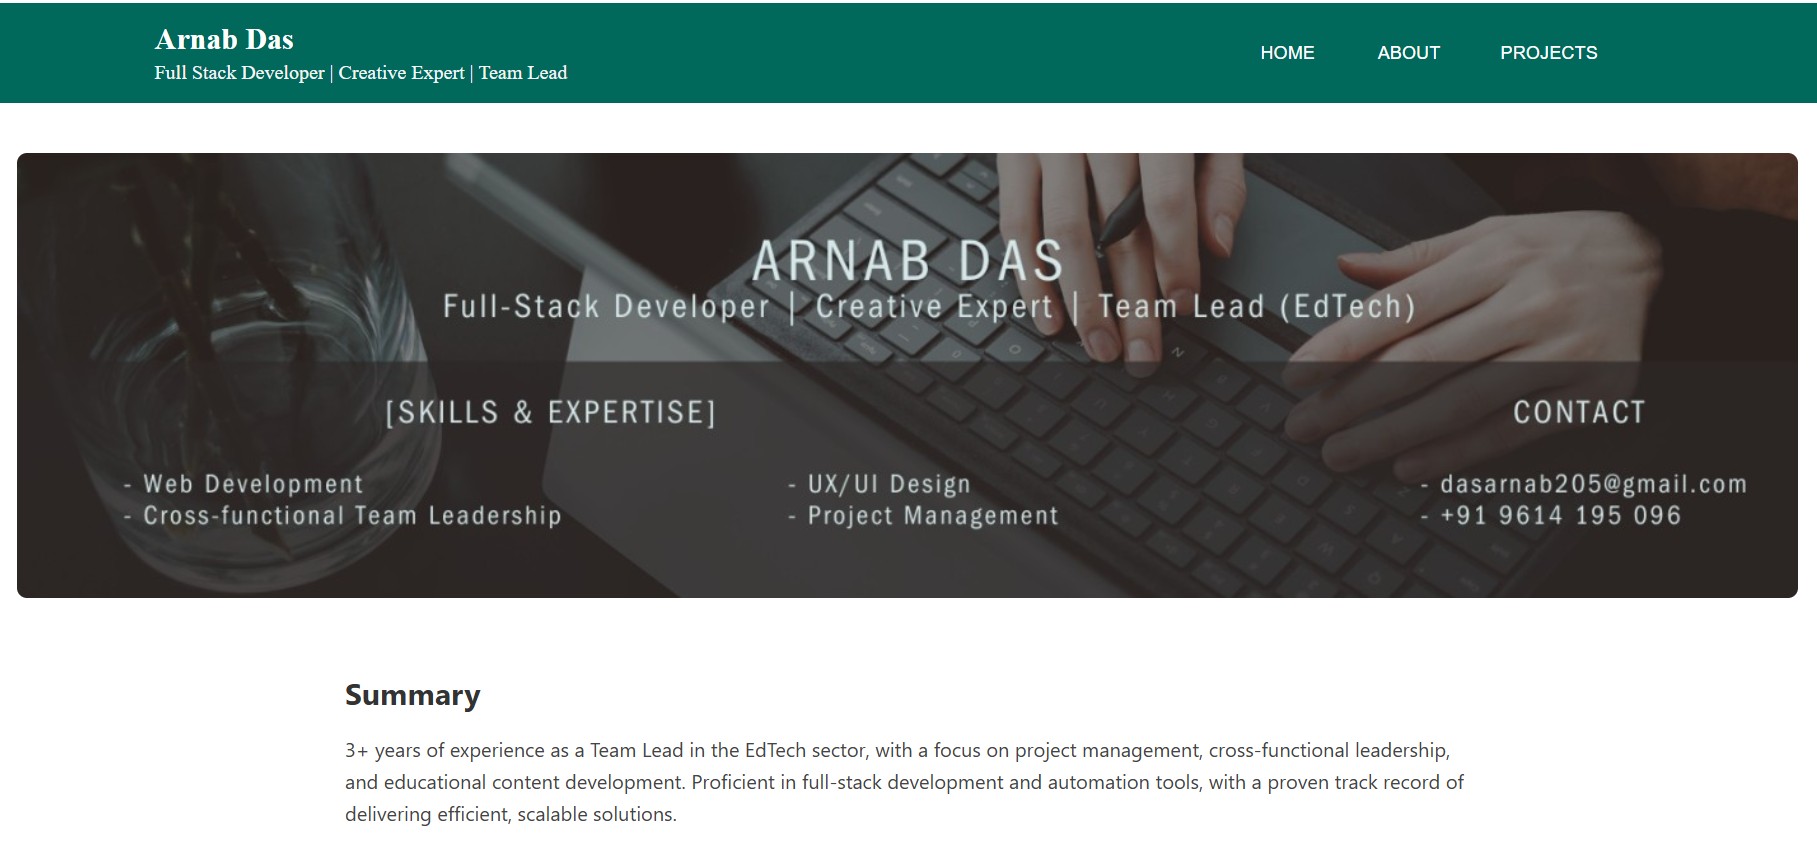 Arnab Das
Full Stack Developer | Creative Expert | Team Lead
HOME ABOUT PROJECTS
ARNAB DAS
Full-Stack Developer | Creative Expert | Team Lead (EdTech)
[SKILLS & EXPERTISE]
- Web Development
- Cross-functional Team Leadership
- UX/UI Design
- Project Management
CONTACT
- dasarnab205@gmail.com
- +91 9614 195 096
Summary
3+ years of experience as a Team Lead in the EdTech sector, with a focus on project management, cross-functional leadership,
and educational content development. Proficient in full-stack development and automation tools, with a proven track record of
delivering efficient, scalable solutions.